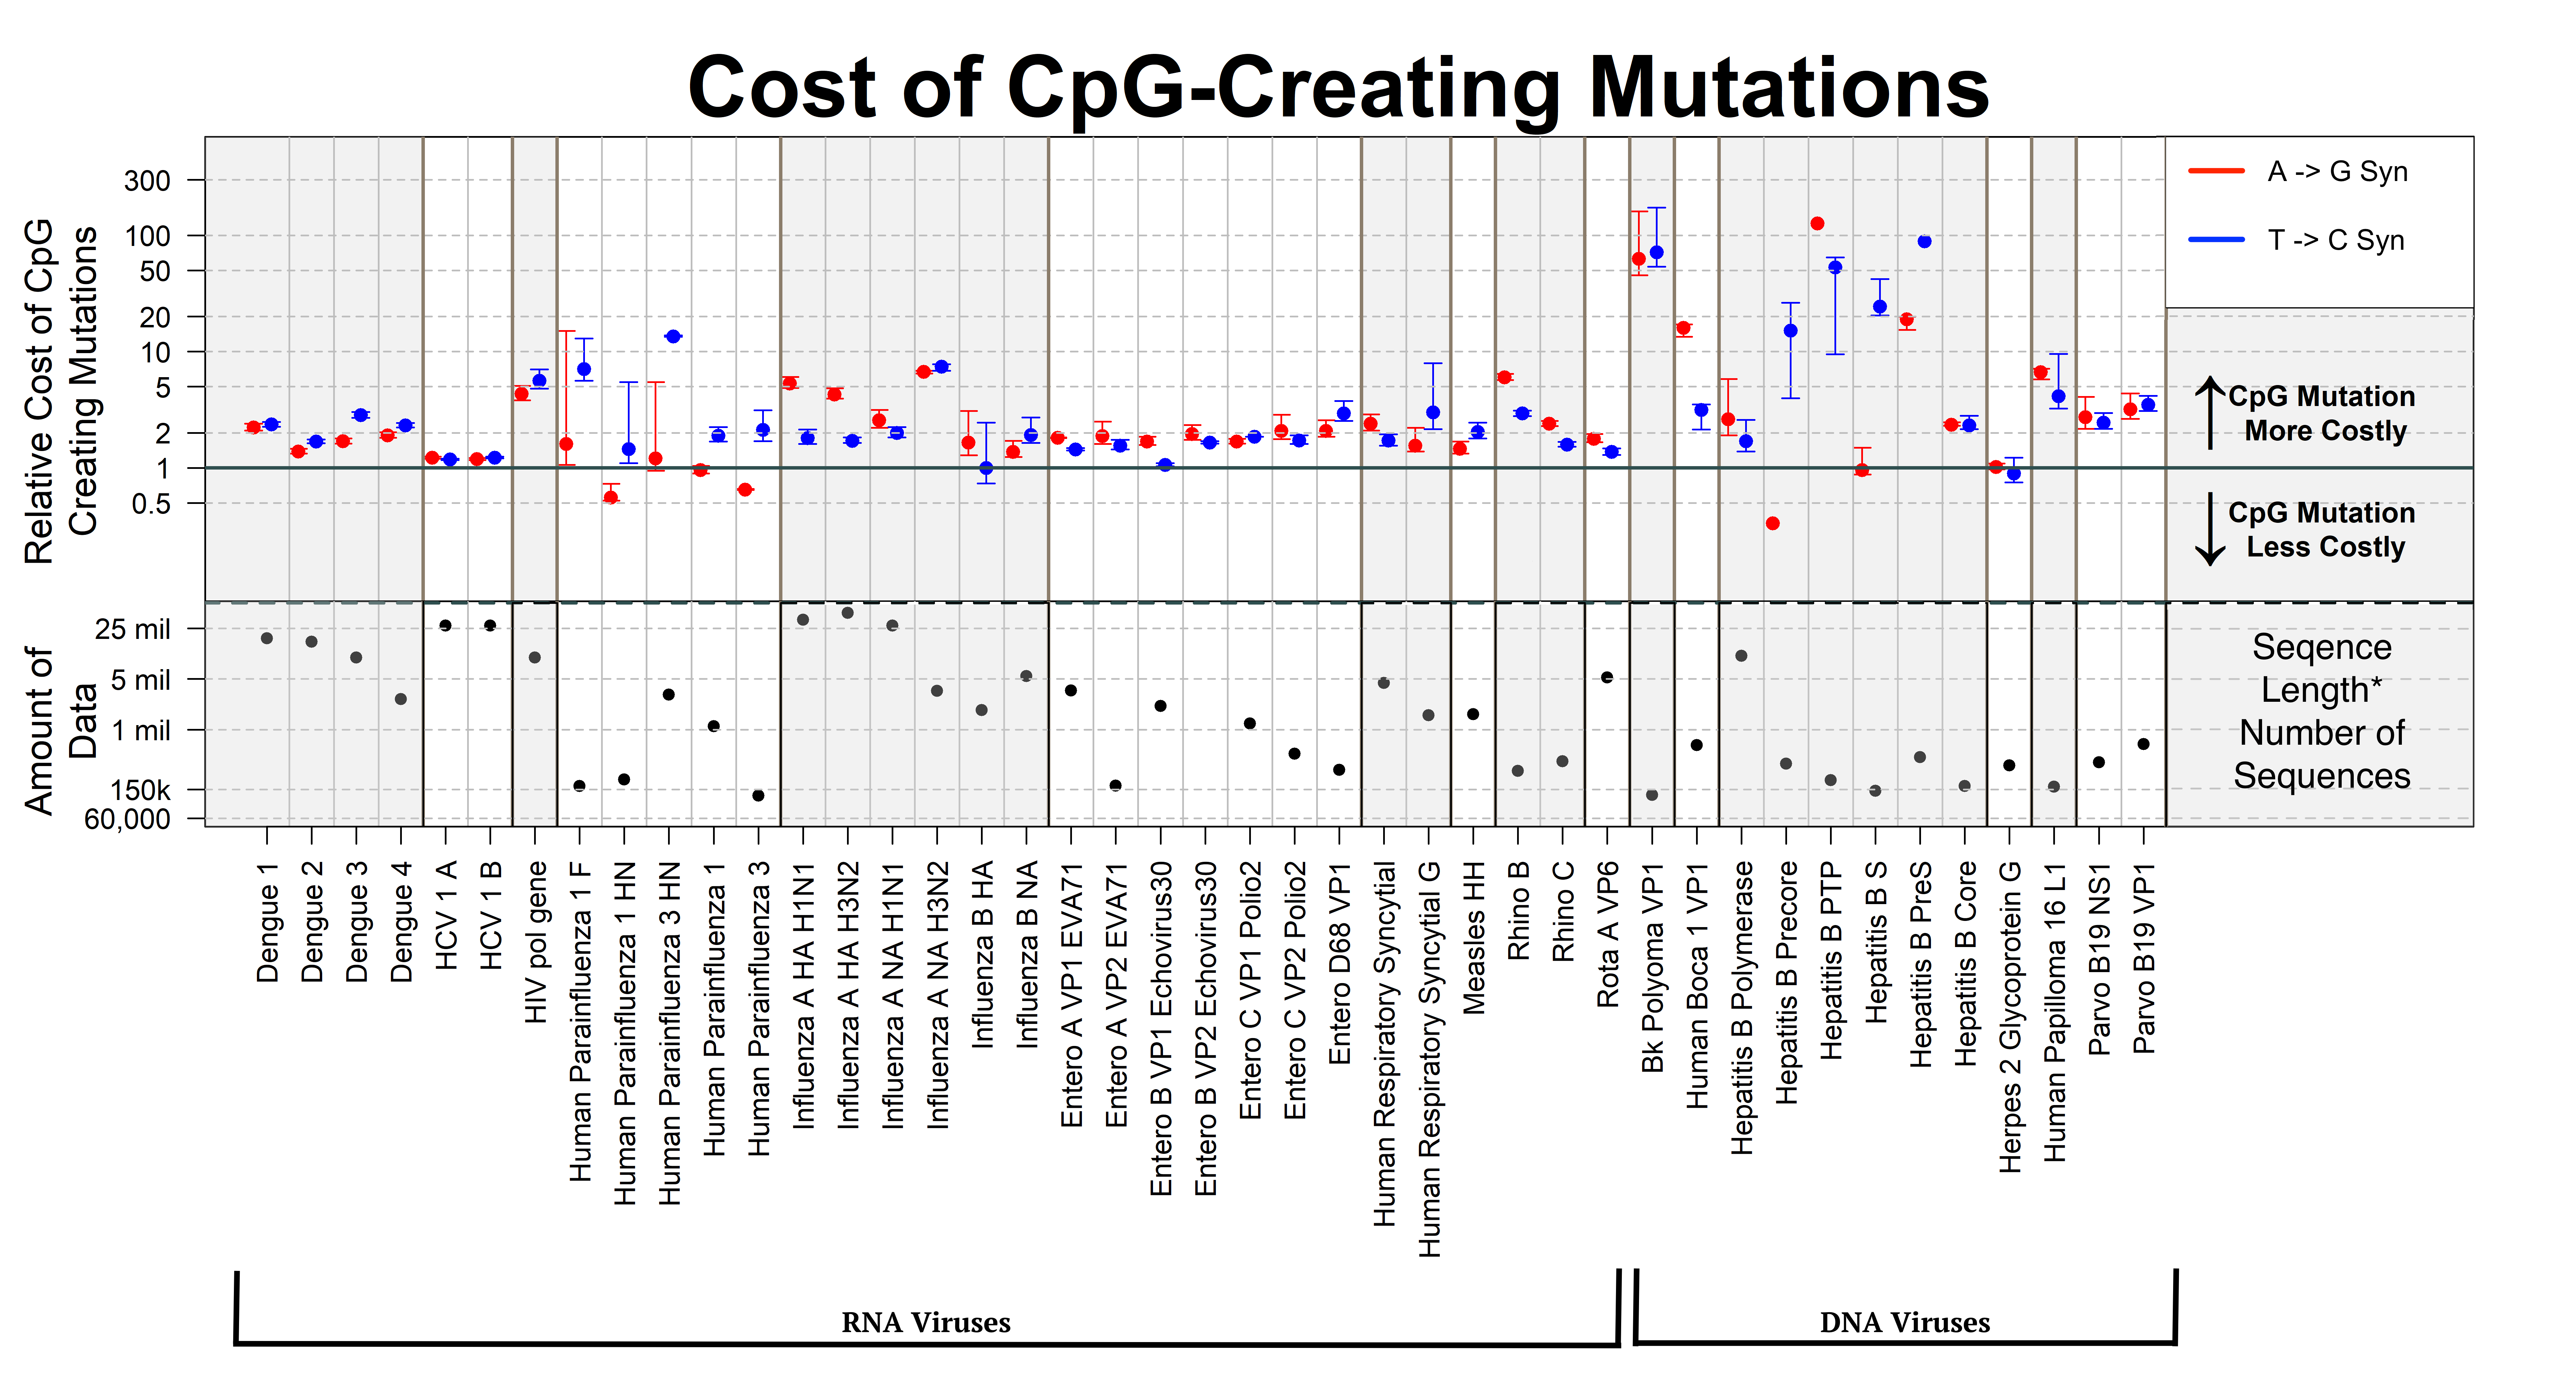 Cost of CpG-Creating Mutations
Relative Cost of CpG
Creating Mutations
300
100
50
20
10
5
2
1
0.5
A -> G Syn
T -> C Syn
CpG Mutation
More Costly
CpG Mutation
Less Costly
Amount of
Data
25 mil
5 mil
1 mil
150k
60,000
Seqence
Length*
Number of
Sequences
Dengue 1
Dengue 2
Dengue 3
Dengue 4
HCV 1 A
HCV 1 B
HIV pol gene
Human Parainfluenza 1 F
Human Parainfluenza 1 HN
Human Parainfluenza 3 HN
Human Parainfluenza 1
Human Parainfluenza 3
Influenza A HA H1N1
Influenza A HA H3N2
Influenza A NA H1N1
Influenza A NA H3N2
Influenza B HA
Influenza B NA
Entero A VP1 EVA71
Entero A VP2 EVA71
Entero B VP1 Echovirus30
Entero B VP2 Echovirus30
Entero C VP1 Polio2
Entero C VP2 Polio2
Entero D68 VP1
Human Respiratory Syncytial
Human Respiratory Syncytial G
Measles HH
Rhino B
Rhino C
Rota A VP6
Bk Polyoma VP1
Human Boca 1 VP1
Hepatitis B Polymerase
Hepatitis B Precore
Hepatitis B PTP
Hepatitis B S
Hepatitis B PreS
Hepatitis B Core
Herpes 2 Glycoprotein G
Human Papilloma 16 L1
Parvo B19 NS1
Parvo B19 VP1
RNA Viruses
DNA Viruses